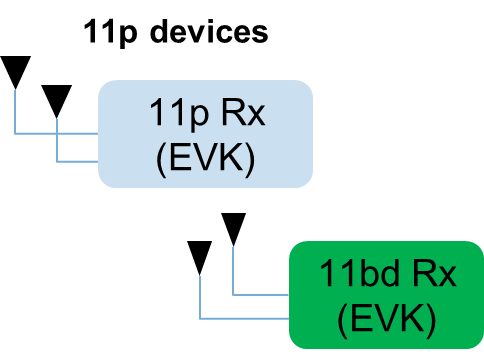 11p devices
11p Rx
(EVK)
11bd Rx
(EVK)